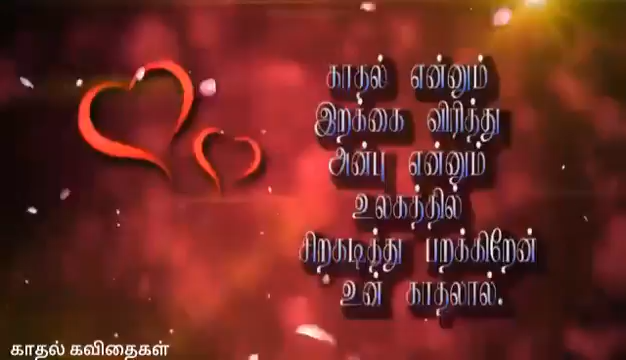 காதல் என்னும்
இறக்கை விரித்து
அன்பு என்னும்
உலகத்தில்
சிறகடித்து பறக்கிறேன்
உன் காதலால்.
காதல் கவிதைகள்